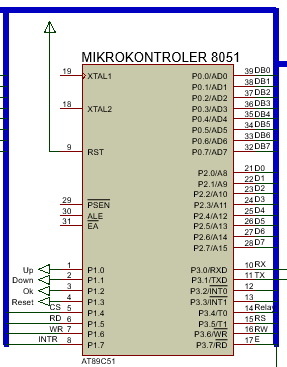 MIKROKONTROLER 8051
19 XTAL1 P0.0/AD0 39 DB0
P0.1/AD1 38 DB1
P0.2/AD2 37 DB2
18 XTAL2 P0.3/AD3 36 DB3
P0.4/AD4 35 DB4
P0.5/AD5 34 DB5
P0.6/AD6 33 DB6
9 RST P0.7/AD7 32 DB7
P2.0/A8 21 D0
P2.1/A9 22 D1
P2.2/A10 23 D2
29 PSEN P2.3/A11 24 D3
30 ALE P2.4/A12 25 D4
31 EA P2.5/A13 26 D5
P2.6/A14 27 D6
P2.7/A15 28 D7
Up 1 P1.0 P3.0/RXD 10 RX
Down 2 P1.1 P3.1/TXD 11 TX
Ok 3 P1.2 P3.2/INT0 12
Reset 4 P1.3 P3.3/INT1 13
CS 5 P1.4 P3.4/T0 14 Relay
RD 6 P1.5 P3.5/T1 15 RS
WR 7 P1.6 P3.6/WR 16 RW
INTR 8 P1.7 P3.7/RD 17 E
AT89C51